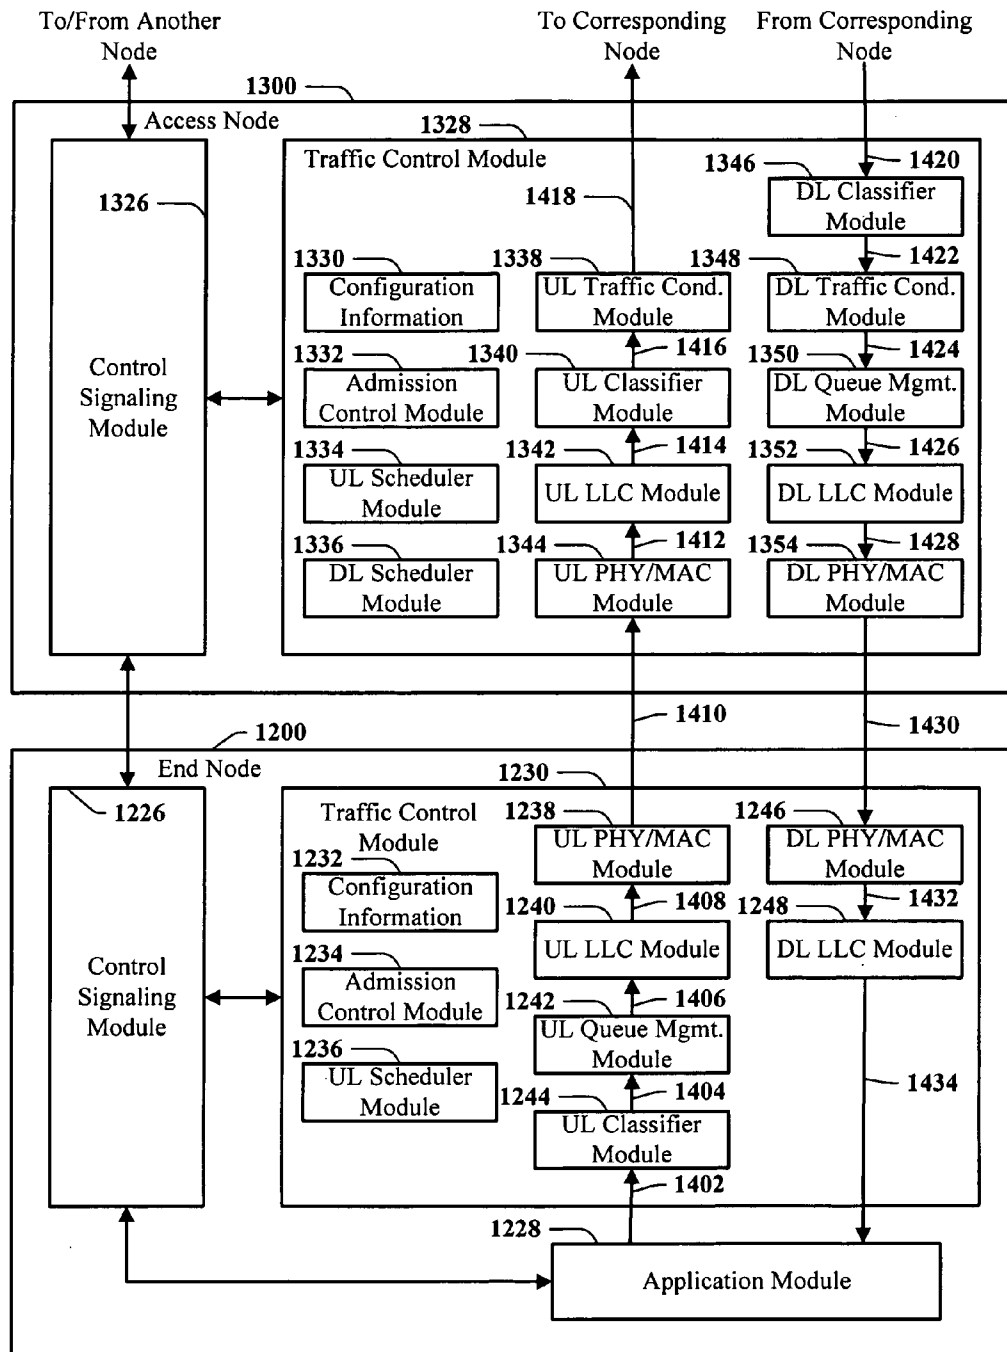 To/From Another
Node
To Corresponding
Node
From Corresponding
Node
1300
Access Node
1326
Control
Signaling
Module
1328
Traffic Control Module
1418
1420
1346
DL Classifier
Module
1422
1330
Configuration
Information
1338
UL Traffic Cond.
Module
1348
DL Traffic Cond.
Module
1416
1424
1332
Admission
Control Module
1340
UL Classifier
Module
1350
DL Queue Mgmt.
Module
1414
1426
1334
UL Scheduler
Module
1342
UL LLC Module
1352
DL LLC Module
1412
1428
1336
DL Scheduler
Module
1344
UL PHY/MAC
Module
1354
DL PHY/MAC
Module
1410
1430
1200
End Node
1226
Control
Signaling
Module
1230
Traffic Control
Module
1238
UL PHY/MAC
Module
1246
DL PHY/MAC
Module
1232
Configuration
Information
1408
1432
1240
UL LLC Module
1248
DL LLC Module
1234
Admission
Control Module
1406
1242
UL Queue Mgmt.
Module
1236
UL Scheduler
Module
1404
1434
1244
UL Classifier
Module
1402
1228
Application Module